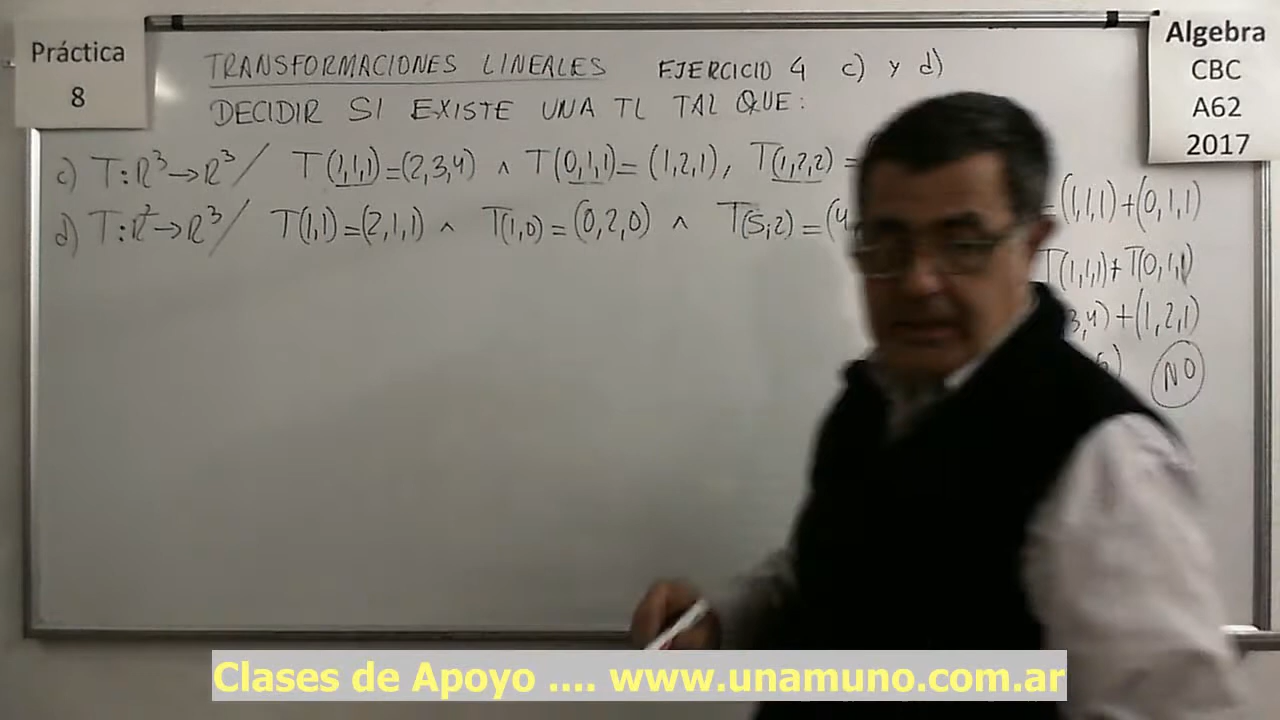 Práctica
8
TRANSFORMACIONES LINEALES EJERCICIO 4 c) y d)
DECIDIR SI EXISTE UNA TL TAL QUE:
Algebra
CBC
A62
2017
c) T:R³→R³/ T(1,1,1)=(2,3,4) ∧ T(0,1,1)=(1,2,1), T(1,2,2)=
d) T:R²→R³/ T(1,1)=(2,1,1) ∧ T(1,0)=(0,2,0) ∧ T(5,2)=(4,
=(1,1,1)+(0,1,1)
T(1,1,1)+T(0,1,1)
3,4)+(1,2,1)
NO
Clases de Apoyo .... www.unamuno.com.ar